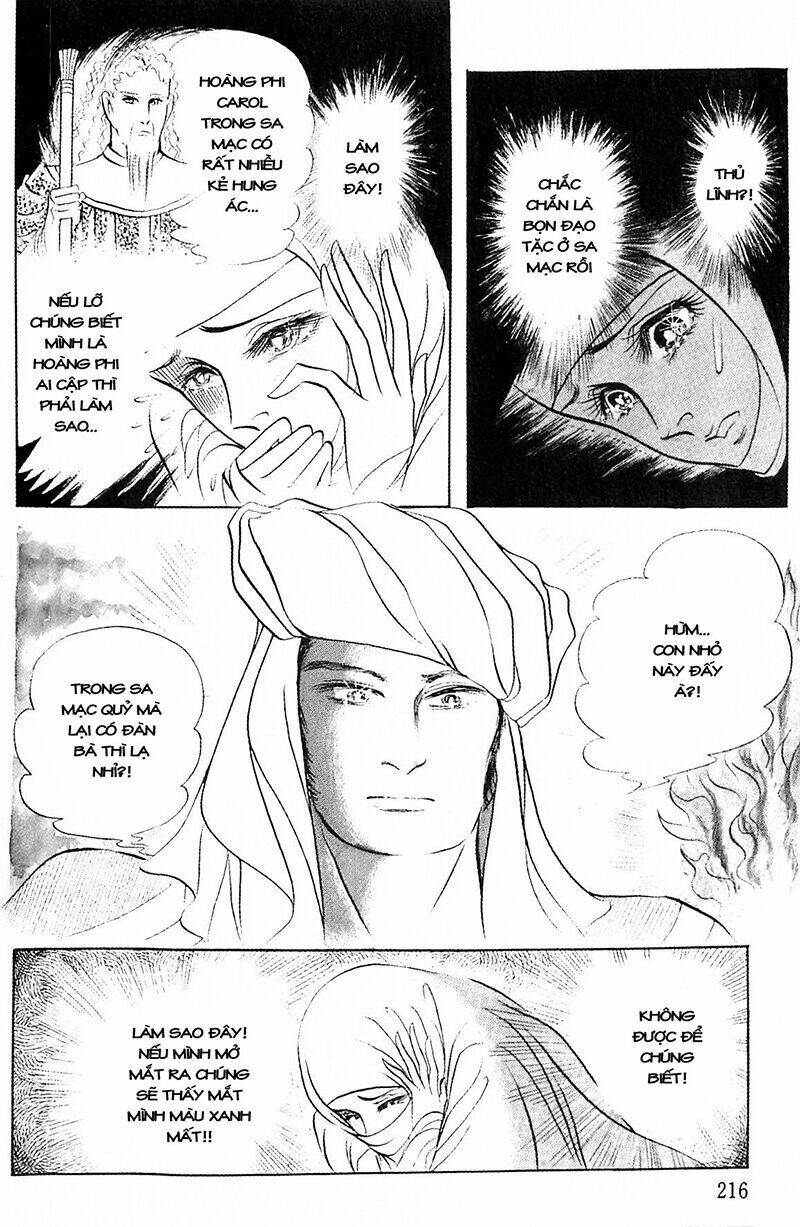 THỦ
LĨNH?!
CHẮC
CHẮN LÀ
BỌN ĐẠO
TẶC Ở SA
MẠC RỒI
LÀM
SAO
ĐÂY!
HOÀNG PHI
CAROL
TRONG SA
MẠC CÓ
RẤT NHIỀU
KẺ HUNG
ÁC...
NẾU LỠ
CHÚNG BIẾT
MÌNH LÀ
HOÀNG PHI
AI CẬP THÌ
PHẢI LÀM
SAO...
HỪM...
CON NHỎ
NÀY ĐẤY
À?!
TRONG SA
MẠC QUỶ MÀ
LẠI CÓ ĐÀN
BÀ THÌ LẠ
NHỈ?!
KHÔNG
ĐƯỢC ĐỂ
CHÚNG
BIẾT!
LÀM SAO ĐÂY!
NẾU MÌNH MỞ
MẮT RA CHÚNG
SẼ THẤY MẮT
MÌNH MÀU XANH
MẤT!!
216